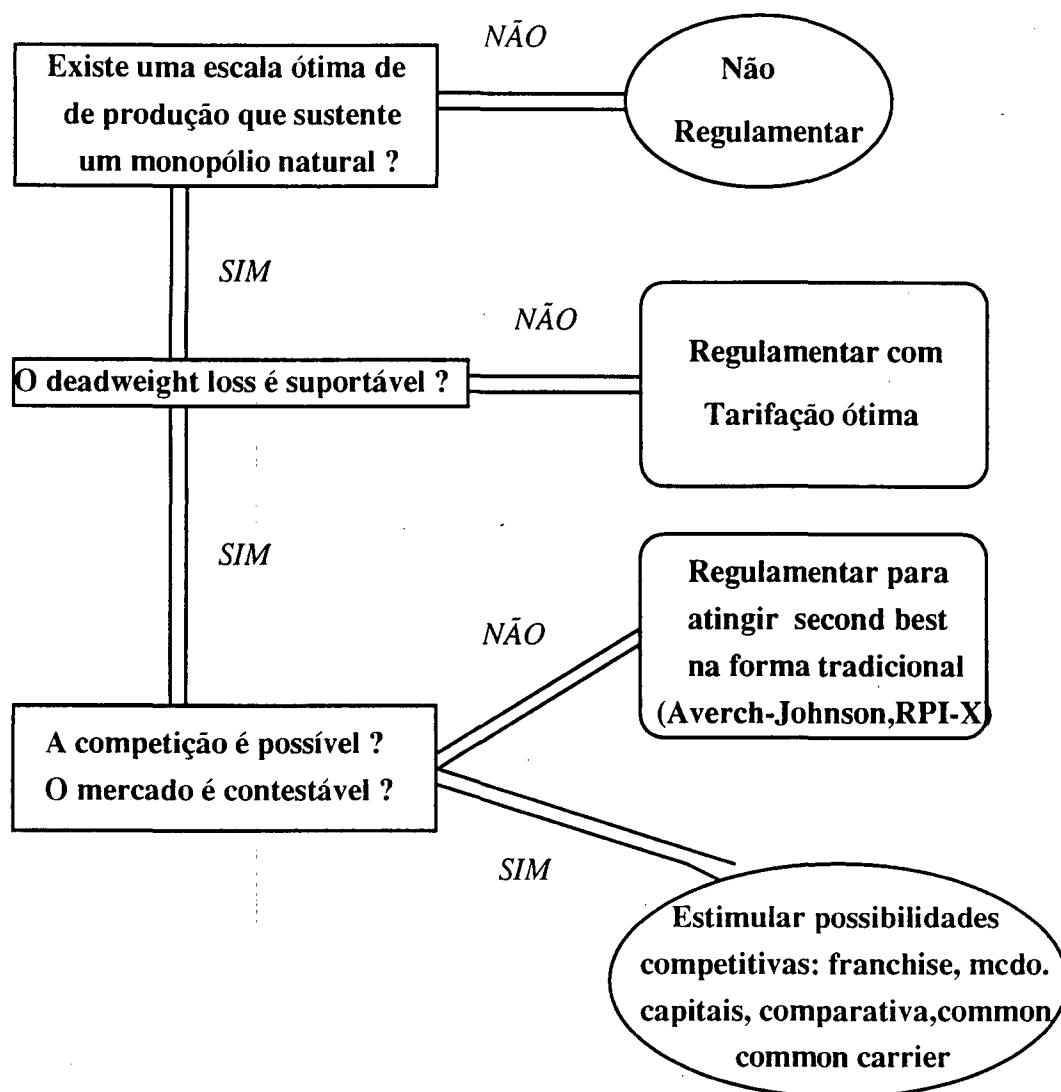 NÃO
Existe uma escala ótima de
de produção que sustente
um monopólio natural ?
Não
Regulamentar
SIM
NÃO
O deadweight loss é suportável ?
Regulamentar com
Tarifação ótima
SIM
NÃO
Regulamentar para
atingir second best
na forma tradicional
(Averch-Johnson,RPI-X)
A competição é possível ?
O mercado é contestável ?
SIM
Estimular possibilidades
competitivas: franchise, mcdo.
capitais, comparativa,common
common carrier